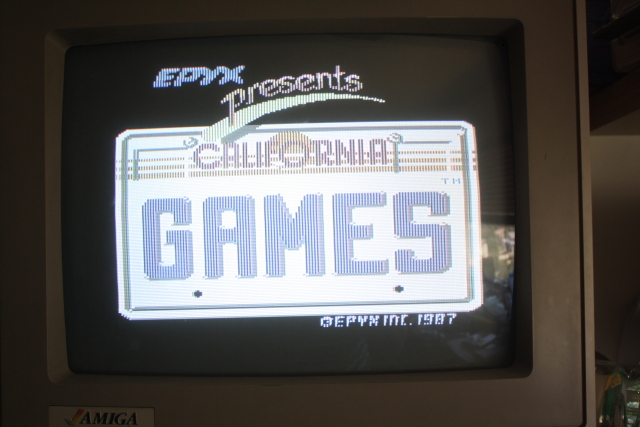 EPYX
presents
CALIFORNIA
TM
GAMES
©EPYX INC. 1987
AMIGA